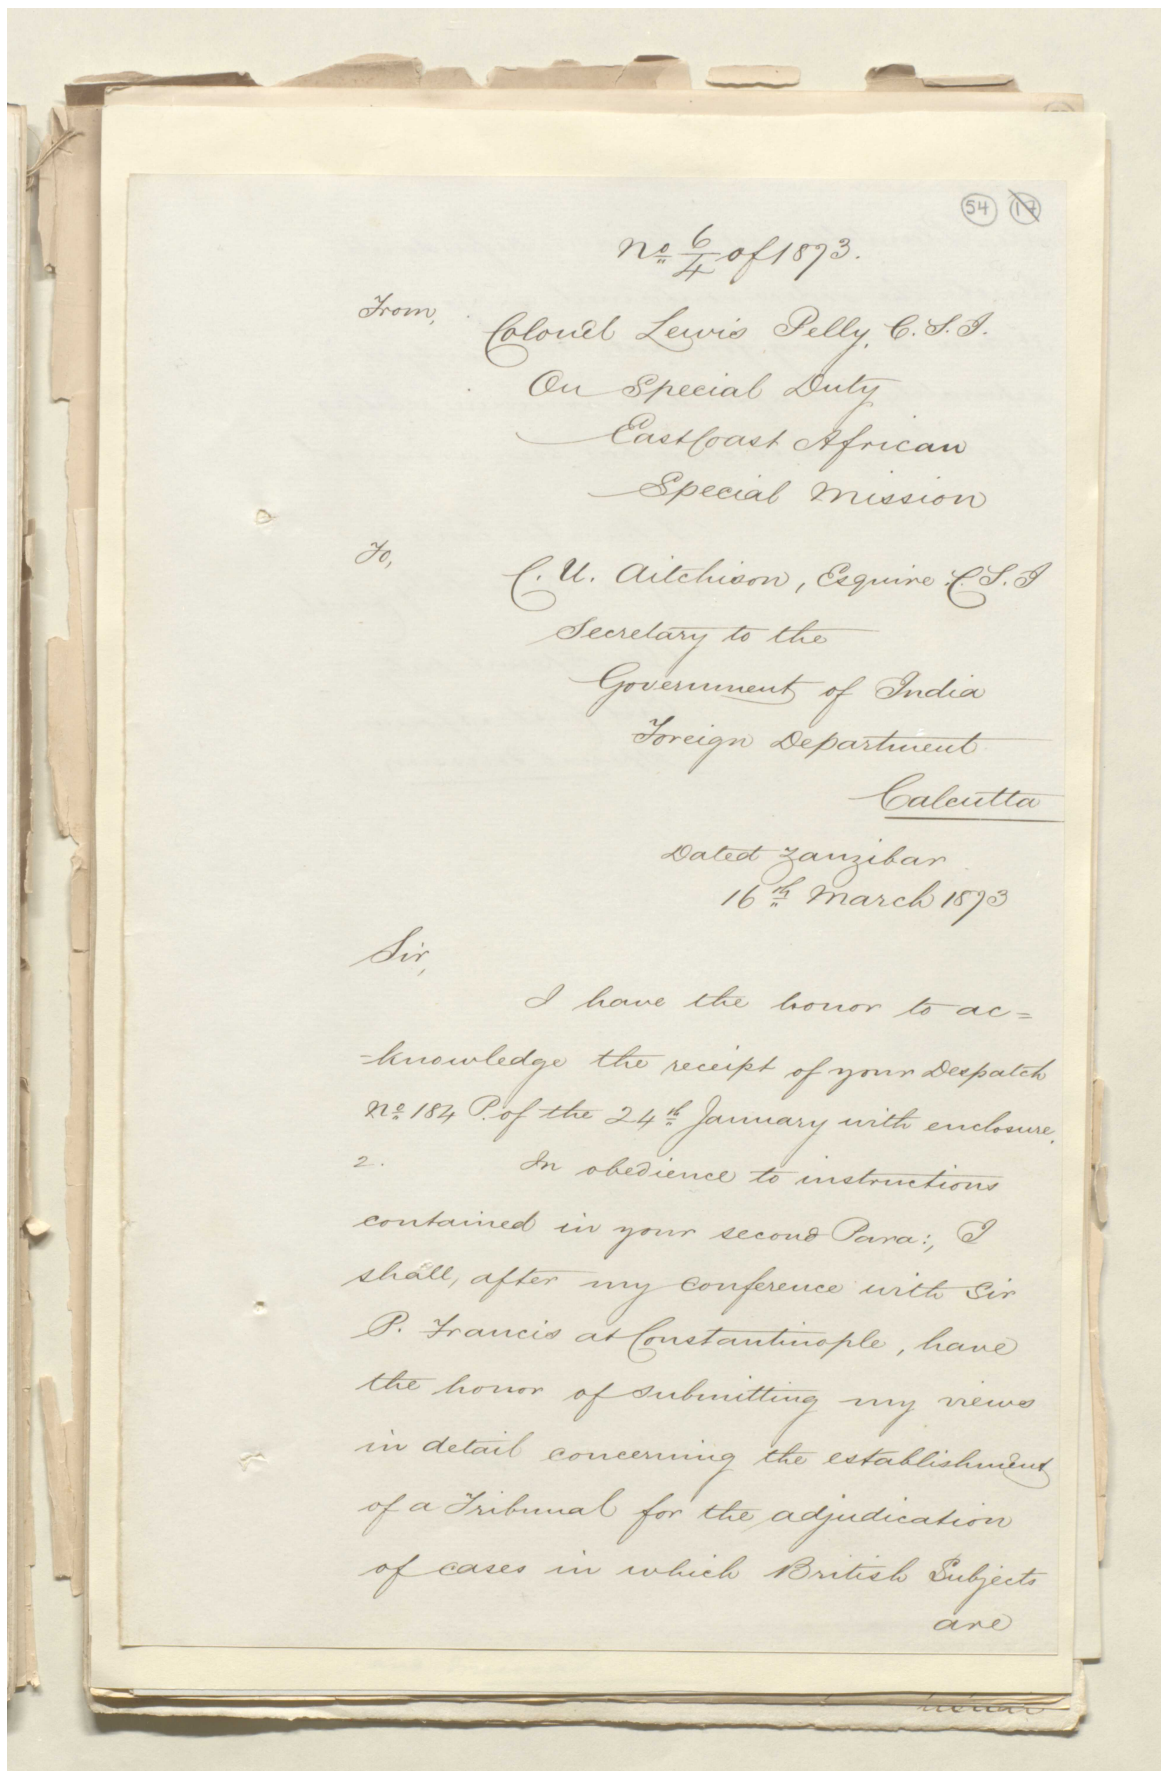 54 17
No 6/4 of 1873.
From,
Colonel Lewis Pelly, C.S.I.
On Special Duty
East Coast African
Special Mission
To,
C. U. Aitchison, Esquire C.S.I
Secretary to the
Government of India
Foreign Department
Calcutta
Dated Zanzibar
16th March 1873
Sir,
I have the honor to ac=
=knowledge the receipt of your Despatch
No 184 P. of the 24th January with enclosure.
2. In obedience to instructions
contained in your second Para:, I
shall, after my conference with Sir
P. Francis at Constantinople, have
the honor of submitting my views
in detail concerning the establishment
of a Tribunal for the adjudication
of cases in which British Subjects
are